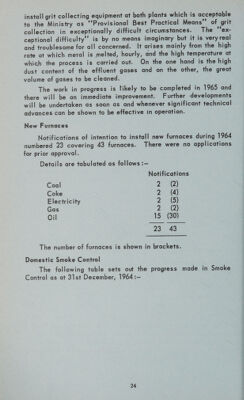 install grit collecting equipment at both plants which is acceptable
to the Ministry as "Provisional Best Practical Means" of grit
collection in exceptionally difficult circumstances. The "ex-
ceptional difficulty" is by no means imaginary but it is very real
and troublesome for all concerned. It arises mainly from the high
rate at which metal is melted, hourly, and the high temperature at
which the process is carried out. On the one hand is the high
dust content of the effluent gases and on the other, the great
volume of gases to be cleaned.
The work in progress is likely to be completed in 1965 and
there will be an immediate improvement. Further developments
will be undertaken as soon as and whenever significant technical
advances can be shown to be effective in operation.
New Furnaces
Notifications of intention to install new furnaces during 1964
numbered 23 covering 43 furnaces. There were no applications
for prior approval.
Details are tabulated as follows:—
Notifications
Coal 2 (2)
Coke 2 (4)
Electricity 2 (5)
Gas 2 (2)
Oil 15 (30)
23 43
The number of furnaces is shown in brackets.
Domestic Smoke Control
The following table sets out the progress made in Smoke
Control as at 31st December, 1964:—
26